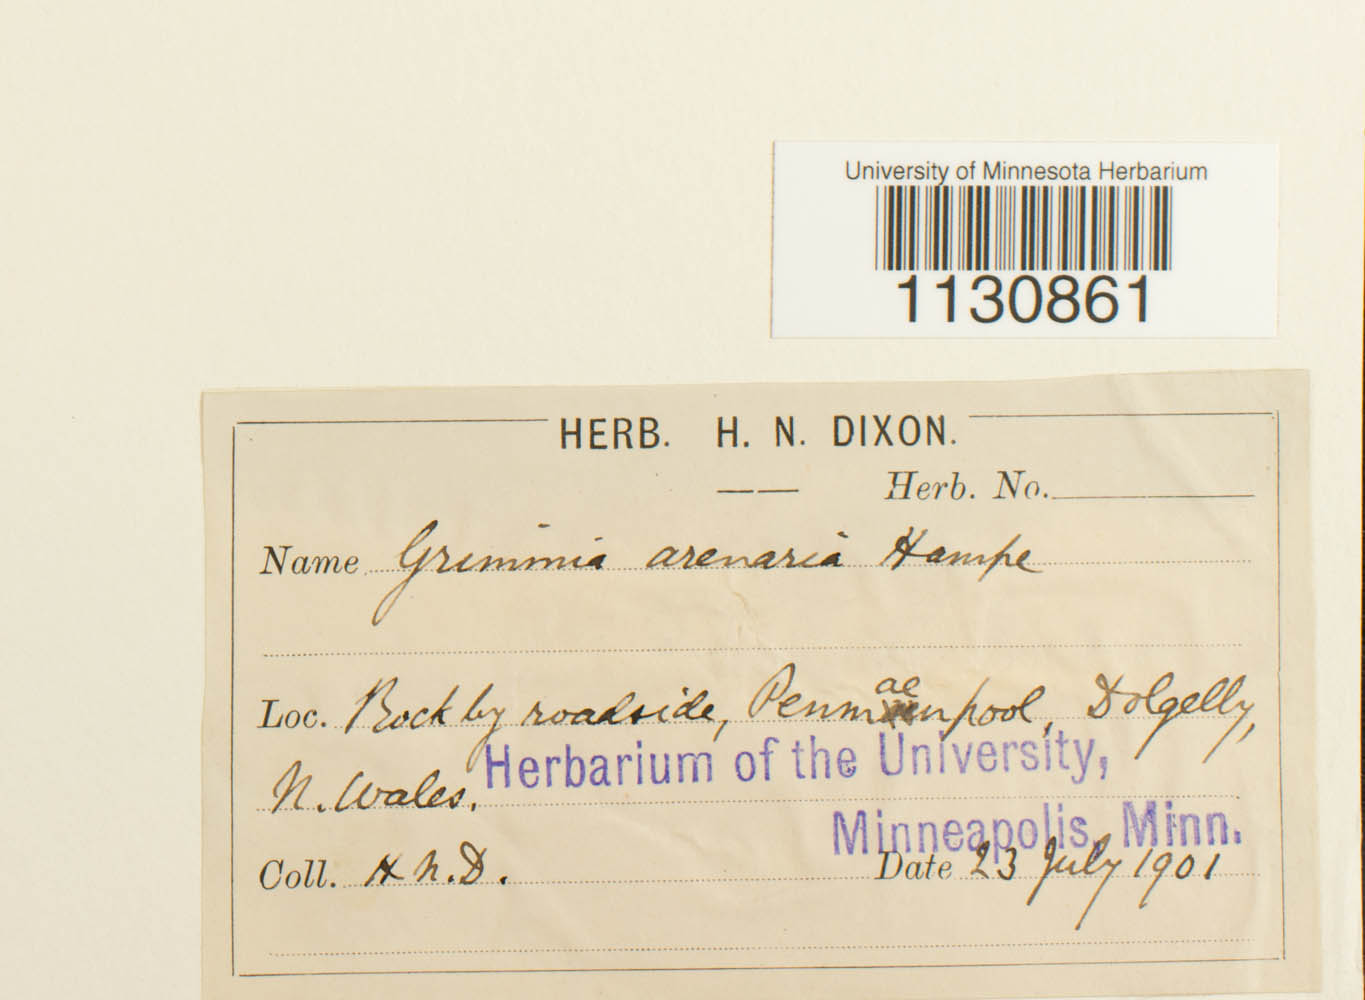 University of Minnesota Herbarium
1130861
HERB. H. N. DIXON.
Herb. No.
Name Grimmia arenaria Hampe
Loc. Rock by roadside, Penmaenpool, Dolgelly,
N. Wales.
Herbarium of the University,
Minneapolis, Minn.
Coll. H.N.D. Date 23 July 1901